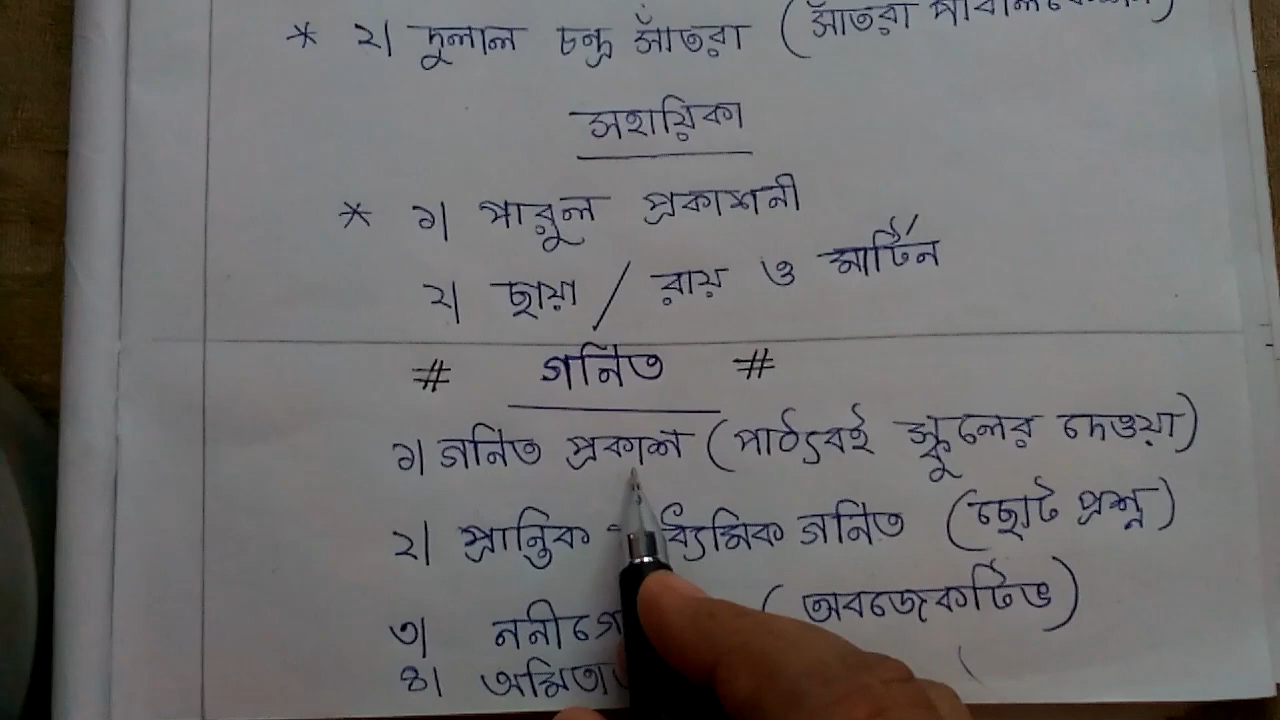 * ২| দুলাল চন্দ্র সাঁতরা (সাঁতরা
সহায়িকা
* ১| পারুল প্রকাশনী
২| ছায়া / রায় ও মার্টিন
# গনিত #
১| গনিত প্রকাশ (পাঠ্যবই স্কুলের দেওয়া)
২| প্রান্তিক গনিত (ছোট প্রশ্ন)
৩| (অবজেকটিভ)
৪|